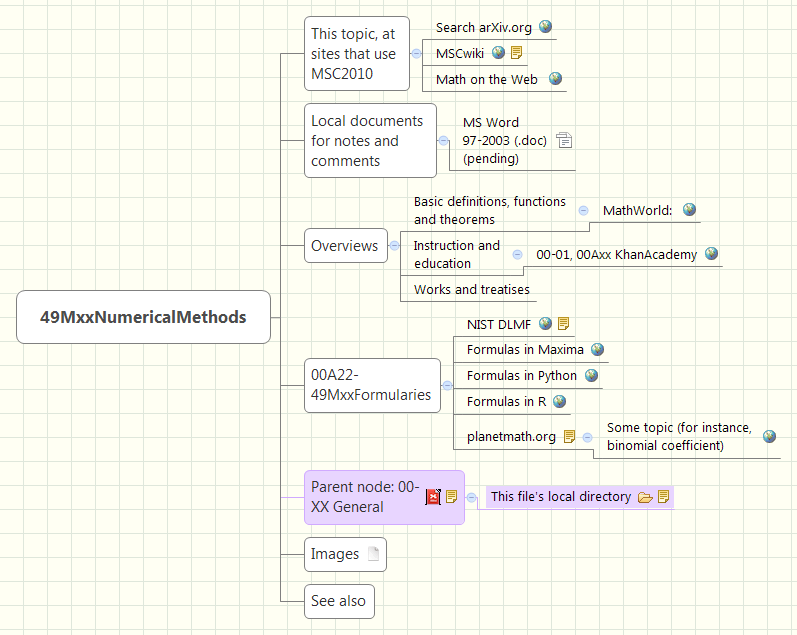 49MxxNumericalMethods
This topic, at
sites that use
MSC2010
Search arXiv.org
MSCwiki
Math on the Web
Local documents
for notes and
comments
MS Word
97-2003 (.doc)
(pending)
Overviews
Basic definitions, functions
and theorems
MathWorld:
Instruction and
education
00-01, 00Axx KhanAcademy
Works and treatises
00A22-
49MxxFormularies
NIST DLMF
Formulas in Maxima
Formulas in Python
Formulas in R
planetmath.org
Some topic (for instance,
binomial coefficient)
Parent node: 00-
XX General
This file's local directory
Images
See also